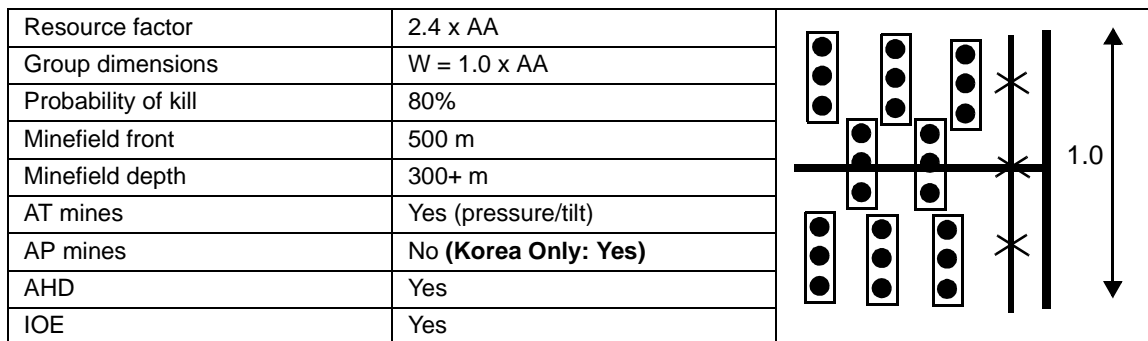 Resource factor 2.4 x AA
Group dimensions W = 1.0 x AA
Probability of kill 80%
Minefield front 500 m
Minefield depth 300+ m
AT mines Yes (pressure/tilt)
AP mines No (Korea Only: Yes)
AHD Yes
IOE Yes
1.0